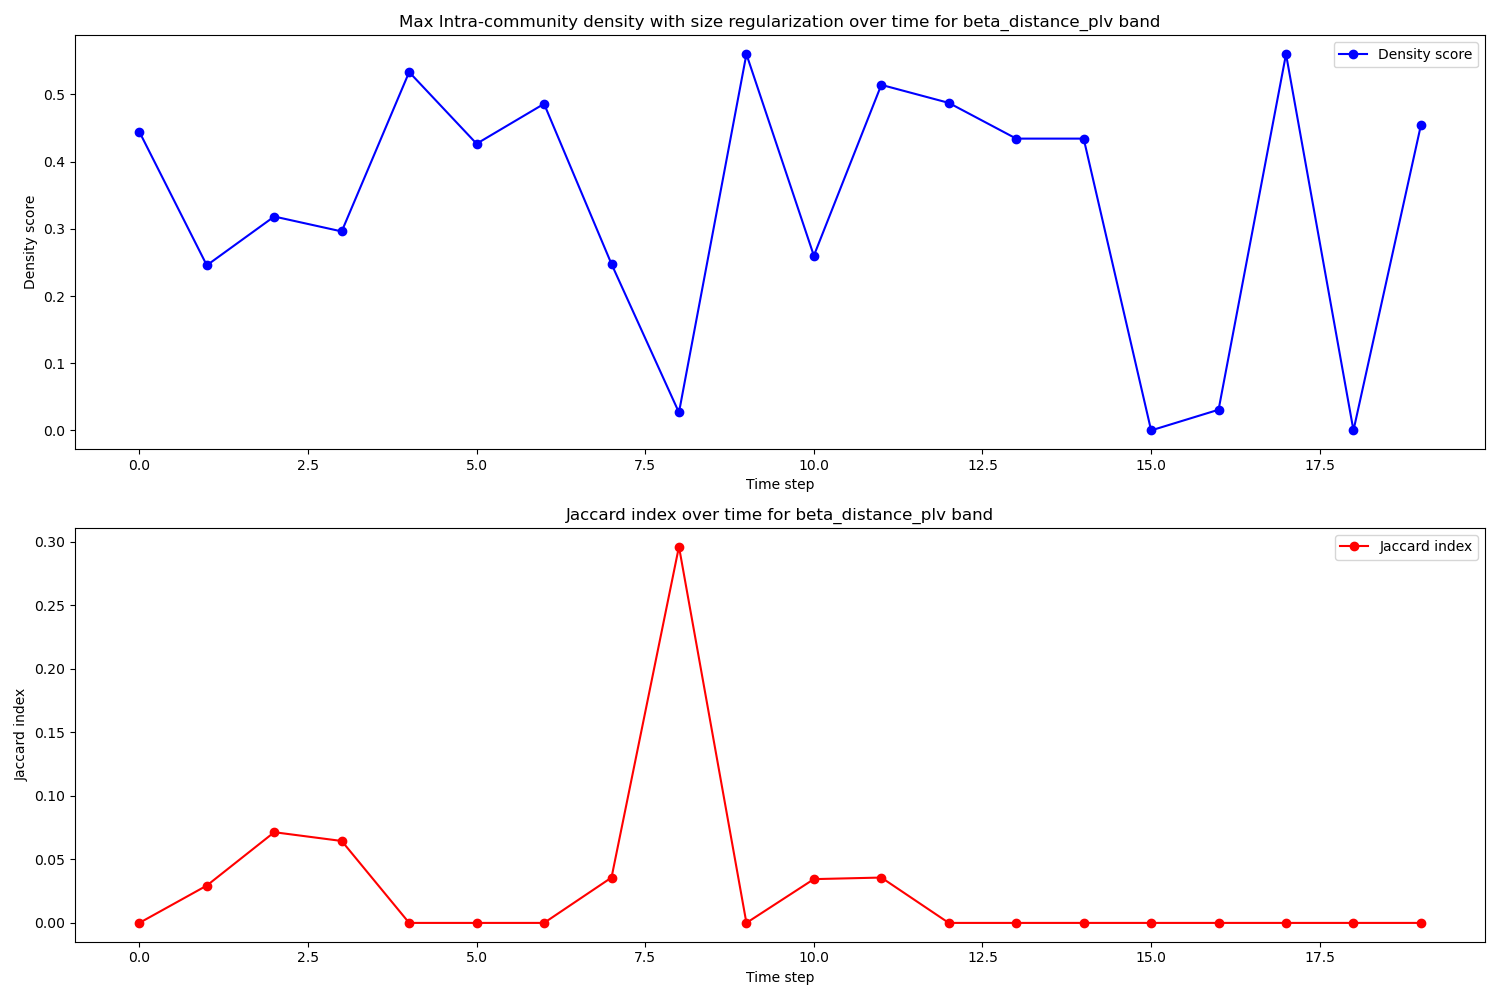 Max Intra-community density with size regularization over time for beta_distance_plv band
Density score
Density score
0.5
0.4
0.3
0.2
0.1
0.0
0.0 2.5 5.0 7.5 10.0 12.5 15.0 17.5
Time step
Jaccard index over time for beta_distance_plv band
Jaccard index
Jaccard index
0.30
0.25
0.20
0.15
0.10
0.05
0.00
0.0 2.5 5.0 7.5 10.0 12.5 15.0 17.5
Time step